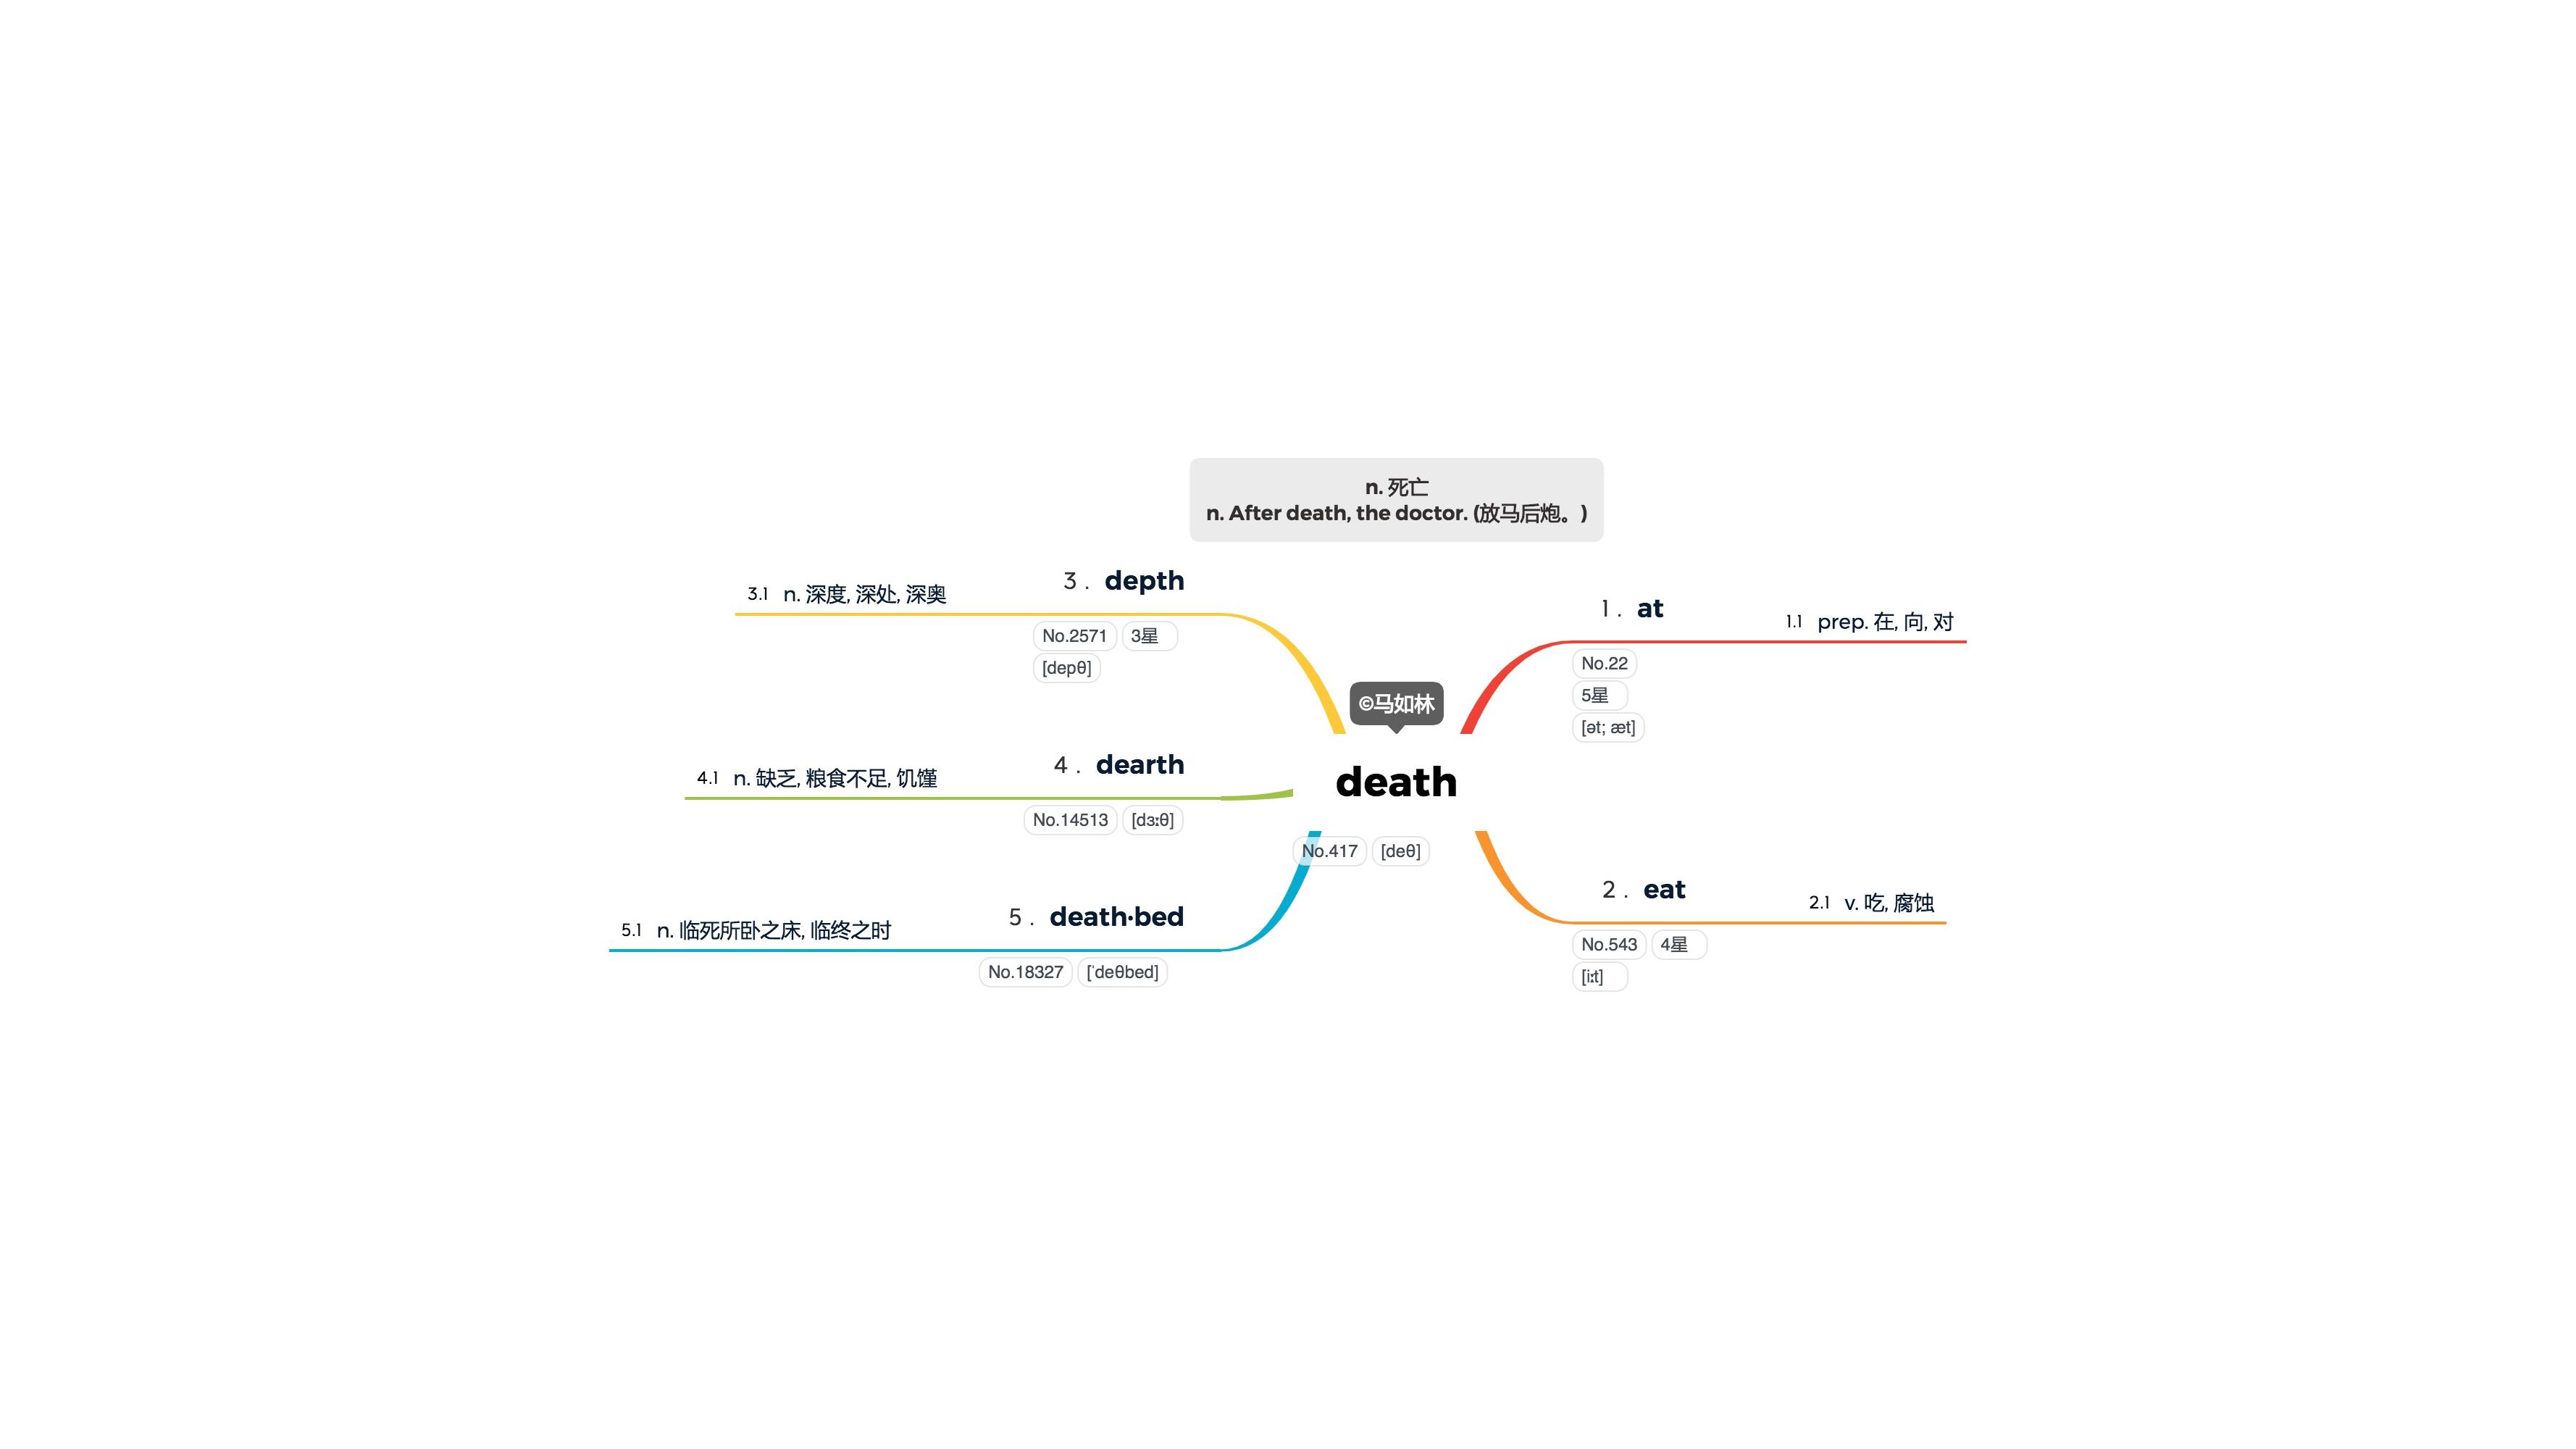 n. 死亡
n. After death, the doctor. (放马后炮。)
©马如林
death
No.417 [deθ]
1 . at
1.1 prep. 在, 向, 对
No.22
5星
[ət; æt]
2 . eat
2.1 v. 吃, 腐蚀
No.543 4星
[iːt]
3 . depth
3.1 n. 深度, 深处, 深奥
No.2571 3星
[depθ]
4 . dearth
4.1 n. 缺乏, 粮食不足, 饥馑
No.14513 [dɜːθ]
5 . death·bed
5.1 n. 临死所卧之床, 临终之时
No.18327 [ˈdeθbed]